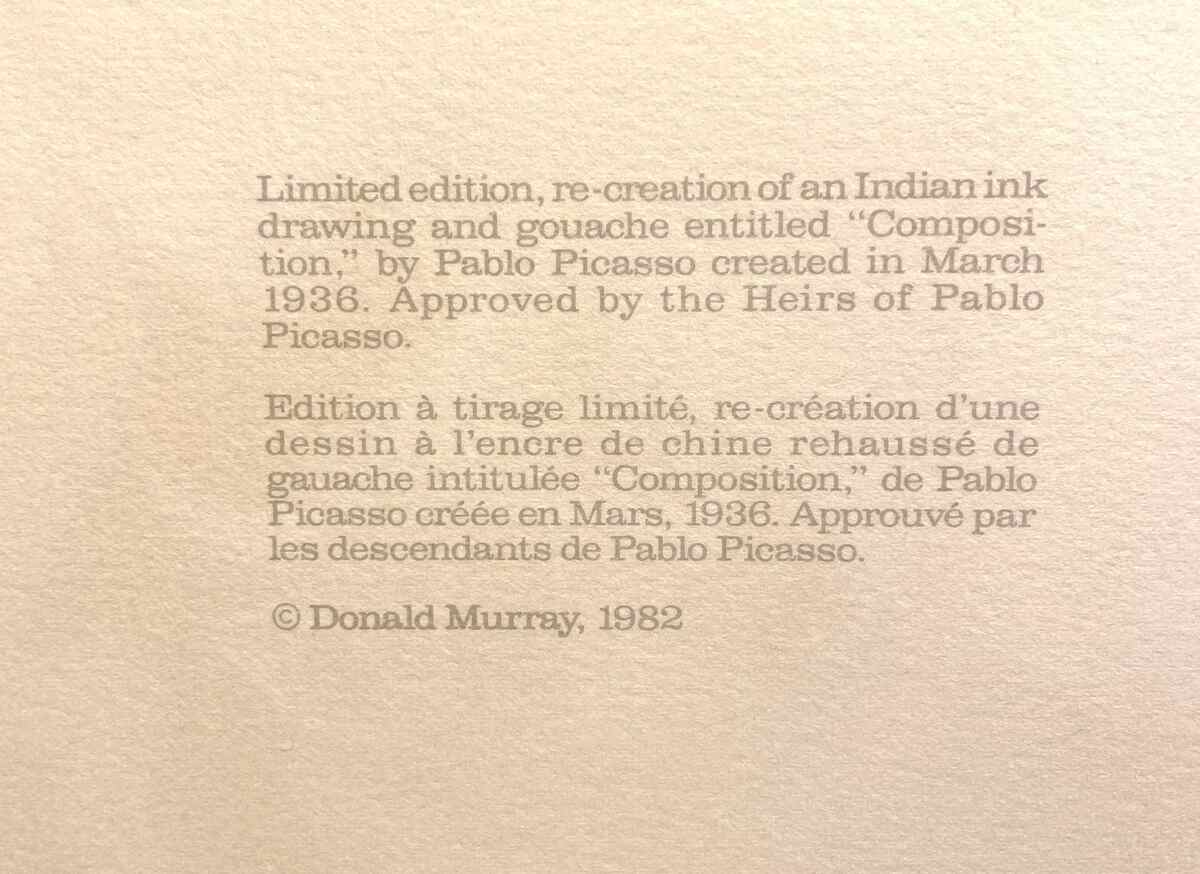 Limited edition, re-creation of an Indian ink
drawing and gouache entitled “Composi-
tion,” by Pablo Picasso created in March
1936. Approved by the Heirs of Pablo
Picasso.
Edition à tirage limité, re-création d’une
dessin à l’encre de chine rehaussé de
gauache intitulée “Composition,” de Pablo
Picasso créée en Mars, 1936. Approuvé par
les descendants de Pablo Picasso.
© Donald Murray, 1982